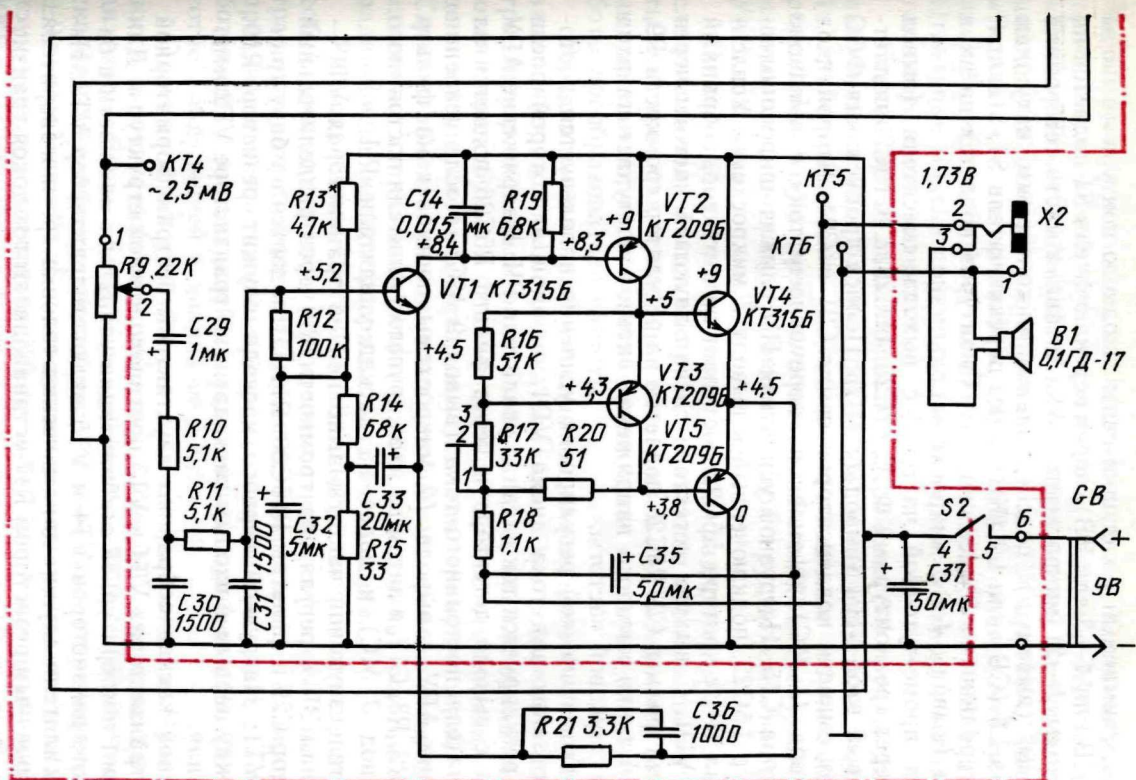 КТ4
~2,5 мВ
1
R9 22К
2
C29
1мк
+
R10
5,1к
R11
5,1к
C30
1500
C31 1500
+5,2
R12
100к
+
C32
5мк
R13*
4,7к
R14
68к
+
C33
20мк
R15
33
C14
0,015 мк
+8,4
VT1 КТ315Б
+4,5
R19
6,8к
+8,3
+9
VT2
КТ209Б
+5
+9
VT4
КТ315Б
R16
51К
+4,3
VT3
КТ209Б
+4,5
3
2
R17
33К
1
R20
51
VT5
КТ209Б
+3,8
0
R18
1,1к
+
C35
50мк
R21 3,3К
C36
1000
КТ5
КТ6
1,73В
2
3
X2
1
В1
0,1ГД-17
S2
4
5
6
GB
+
9В
−
+
C37
50мк